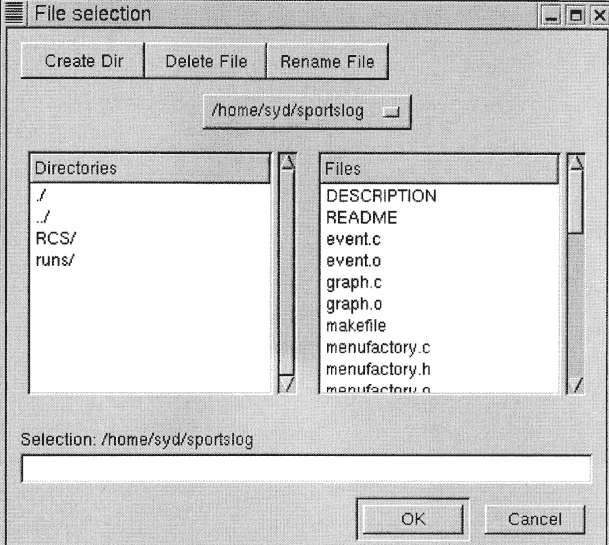 File selection
Create Dir Delete File Rename File
/home/syd/sportslog
Directories
./
../
RCS/
runs/
Files
DESCRIPTION
README
event.c
event.o
graph.c
graph.o
makefile
menufactory.c
menufactory.h
menufactory.o
Selection: /home/syd/sportslog
OK Cancel